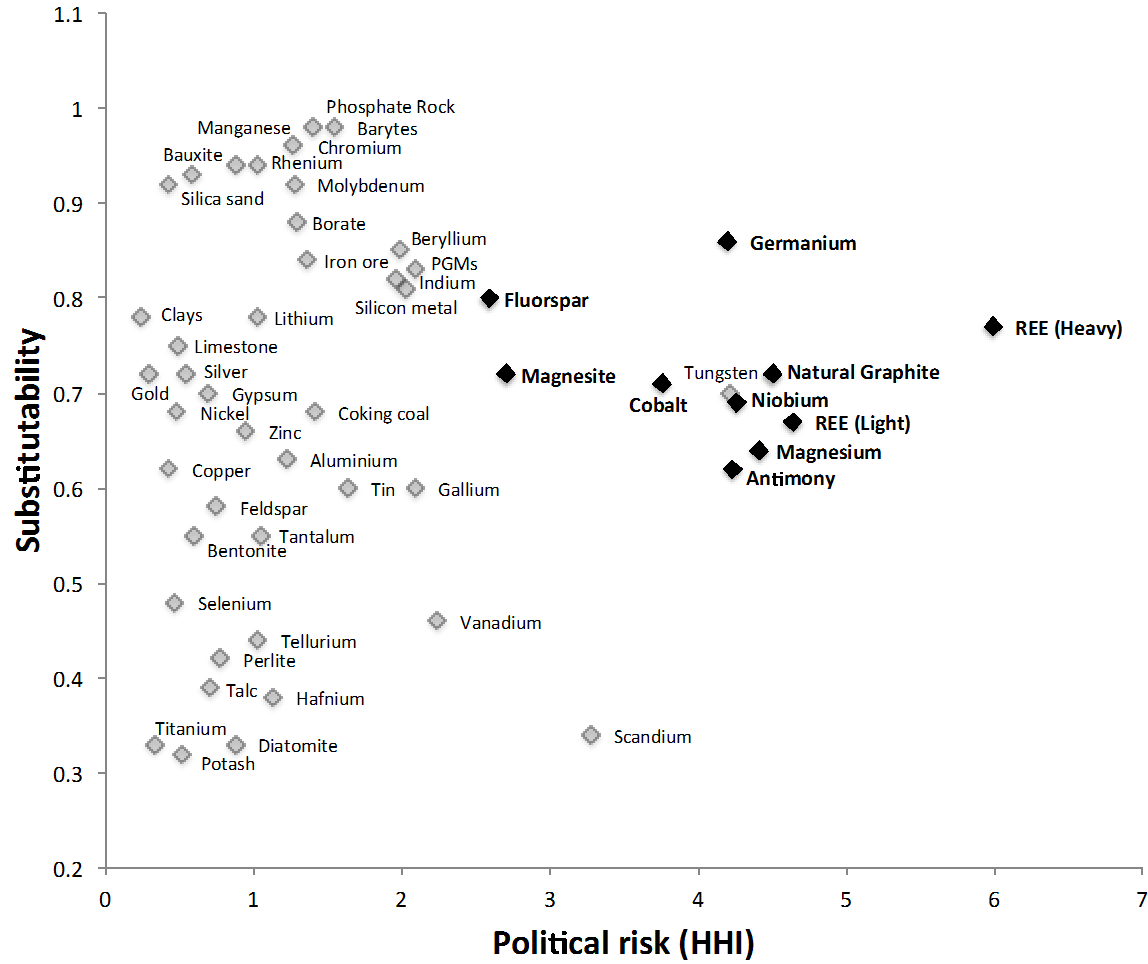 1.1
Phosphate Rock
1
Manganese
Barytes
Chromium
Bauxite
Rhenium
Molybdenum
Silica sand
0.9
Borate
Beryllium
Germanium
Iron ore
PGMs
Indium
0.8
Fluorspar
Silicon metal
Clays
Lithium
REE (Heavy)
Limestone
Silver
Tungsten
Natural Graphite
Magnesite
Gold
0.7
Gypsum
Niobium
Cobalt
Nickel
Coking coal
REE (Light)
Zinc
Magnesium
Aluminium
Copper
Antimony
0.6
Tin
Gallium
Feldspar
Tantalum
Bentonite
0.5
Selenium
Vanadium
Tellurium
Perlite
0.4
Talc
Hafnium
Titanium
Scandium
Diatomite
Potash
0.3
0.2
0 1 2 3 4 5 6 7
Substitutability
Political risk (HHI)